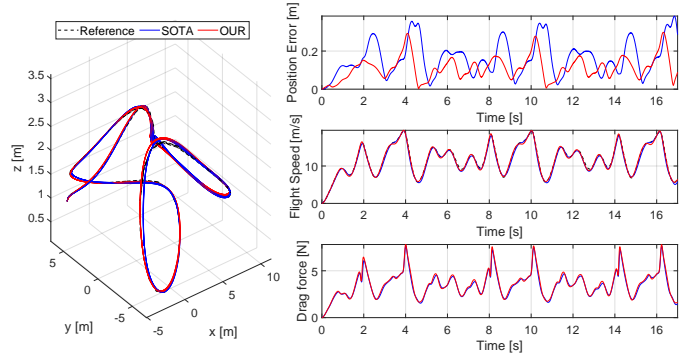 Reference SOTA OUR
3.5
3
2.5
2
1.5
1
0.5
z [m]
5
0
-5
y [m]
-5
0
5
10
x [m]
Position Error [m]
0.2
0
0 2 4 6 8 10 12 14 16
Time [s]
Flight Speed [m/s]
10
0
0 2 4 6 8 10 12 14 16
Time [s]
Drag force [N]
5
0
0 2 4 6 8 10 12 14 16
Time [s]